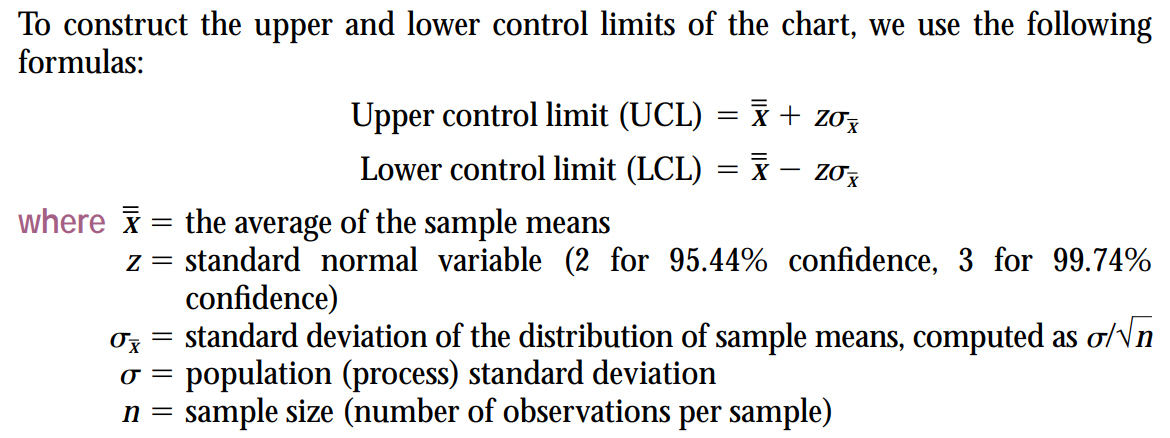 To construct the upper and lower control limits of the chart, we use the following
formulas:
Upper control limit (UCL) = x̿ + zσx̄
Lower control limit (LCL) = x̿ − zσx̄
where x̿ = the average of the sample means
z = standard normal variable (2 for 95.44% confidence, 3 for 99.74%
confidence)
σx̄ = standard deviation of the distribution of sample means, computed as σ/√n
σ = population (process) standard deviation
n = sample size (number of observations per sample)